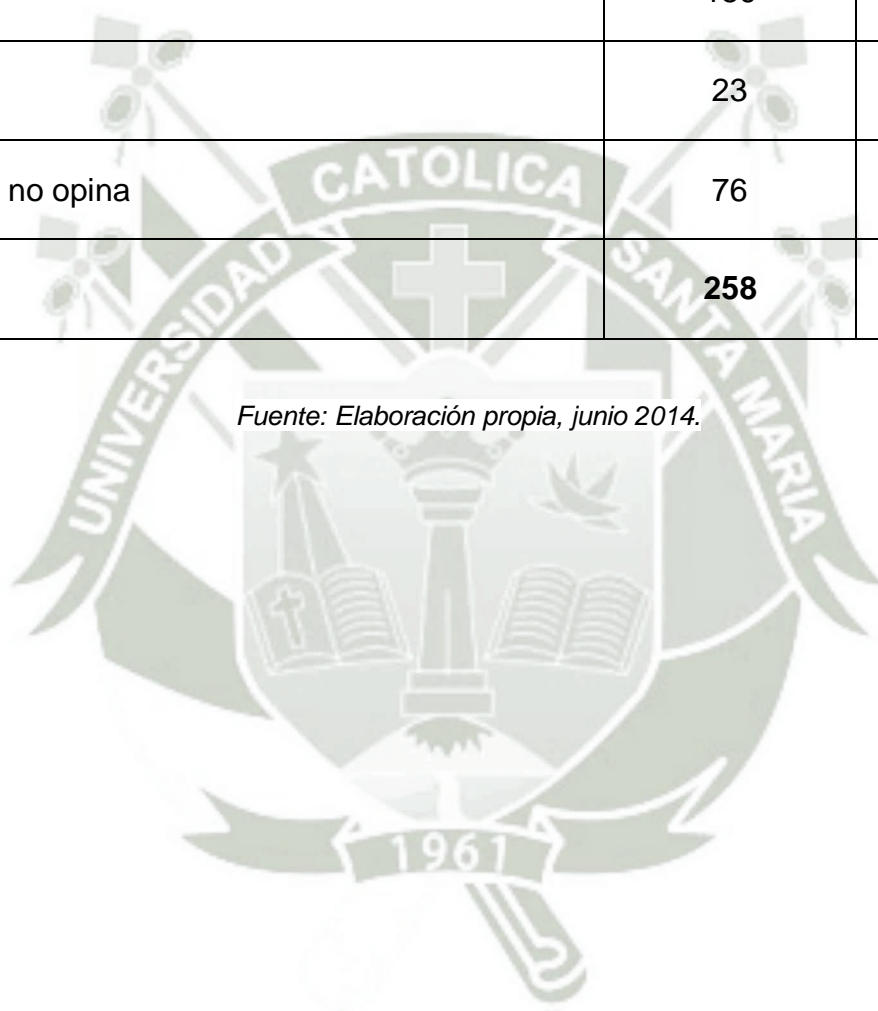 23
no opina 76
258
Fuente: Elaboración propia, junio 2014.
UNIVERSIDAD CATOLICA SANTA MARIA
1961